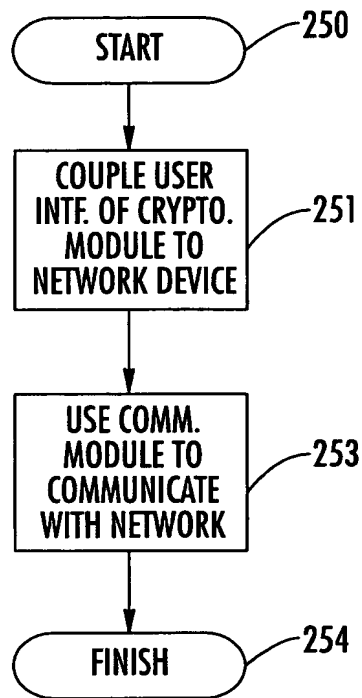 START
250
COUPLE USER
INTF. OF CRYPTO.
MODULE TO
NETWORK DEVICE
251
USE COMM.
MODULE TO
COMMUNICATE
WITH NETWORK
253
FINISH
254